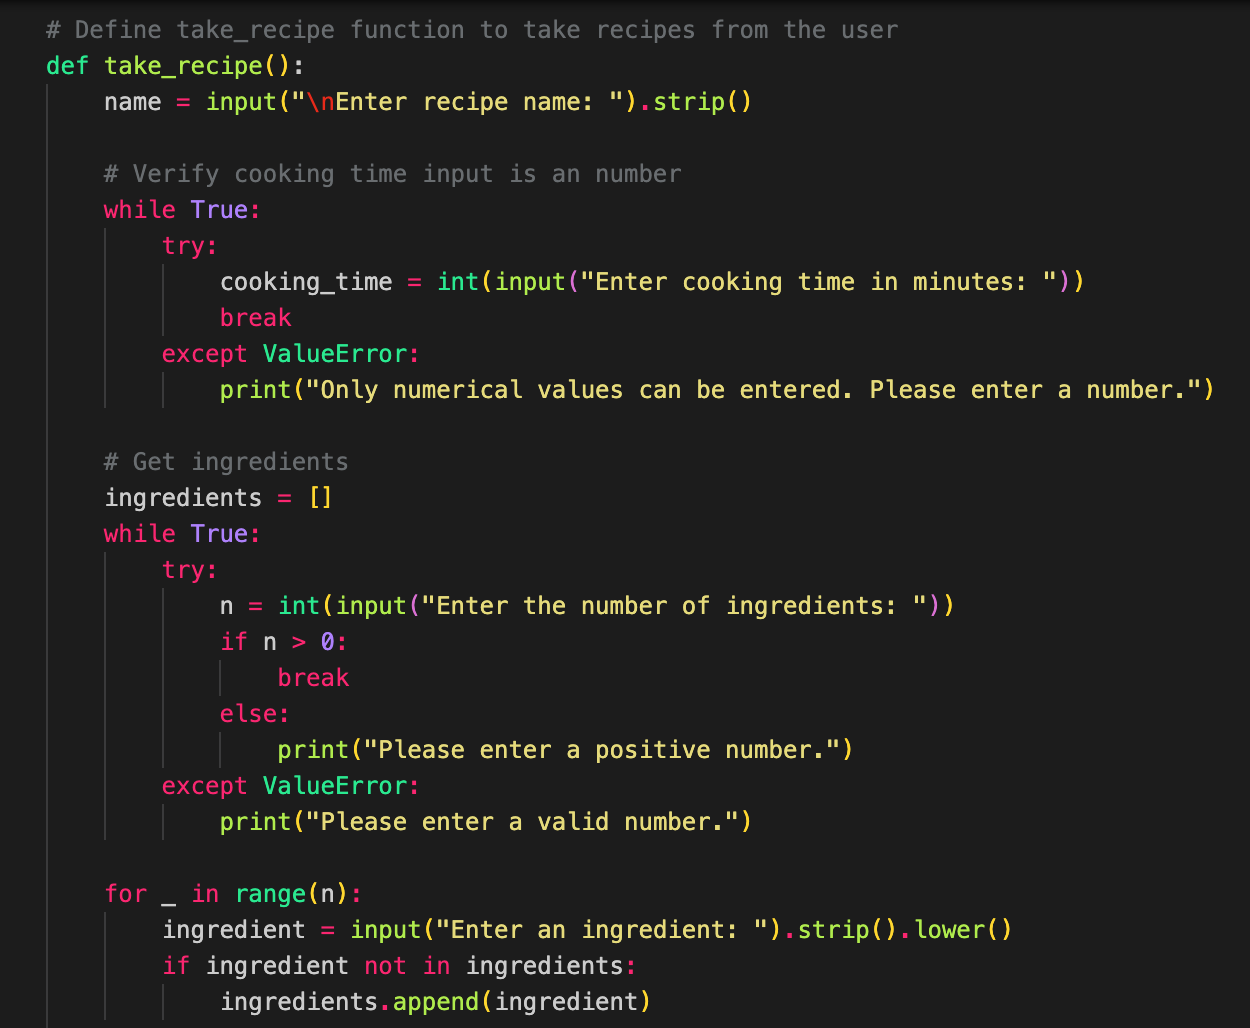 # Define take_recipe function to take recipes from the user
def take_recipe():
    name = input("\nEnter recipe name: ").strip()

    # Verify cooking time input is an number
    while True:
        try:
            cooking_time = int(input("Enter cooking time in minutes: "))
            break
        except ValueError:
            print("Only numerical values can be entered. Please enter a number.")

    # Get ingredients
    ingredients = []
    while True:
        try:
            n = int(input("Enter the number of ingredients: "))
            if n > 0:
                break
            else:
                print("Please enter a positive number.")
        except ValueError:
            print("Please enter a valid number.")

    for _ in range(n):
        ingredient = input("Enter an ingredient: ").strip().lower()
        if ingredient not in ingredients:
            ingredients.append(ingredient)